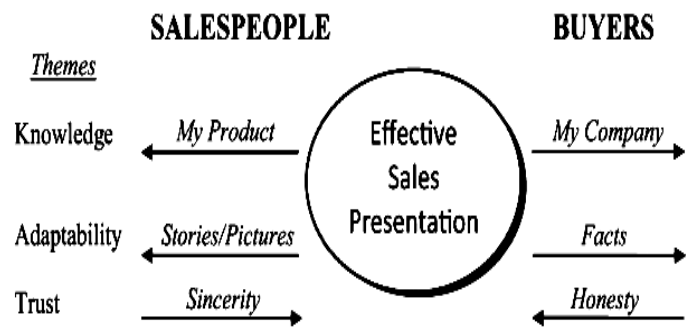 SALESPEOPLE BUYERS
Themes
Knowledge My Product Effective My Company
Sales
Presentation
Adaptability Stories/Pictures Facts
Trust Sincerity Honesty